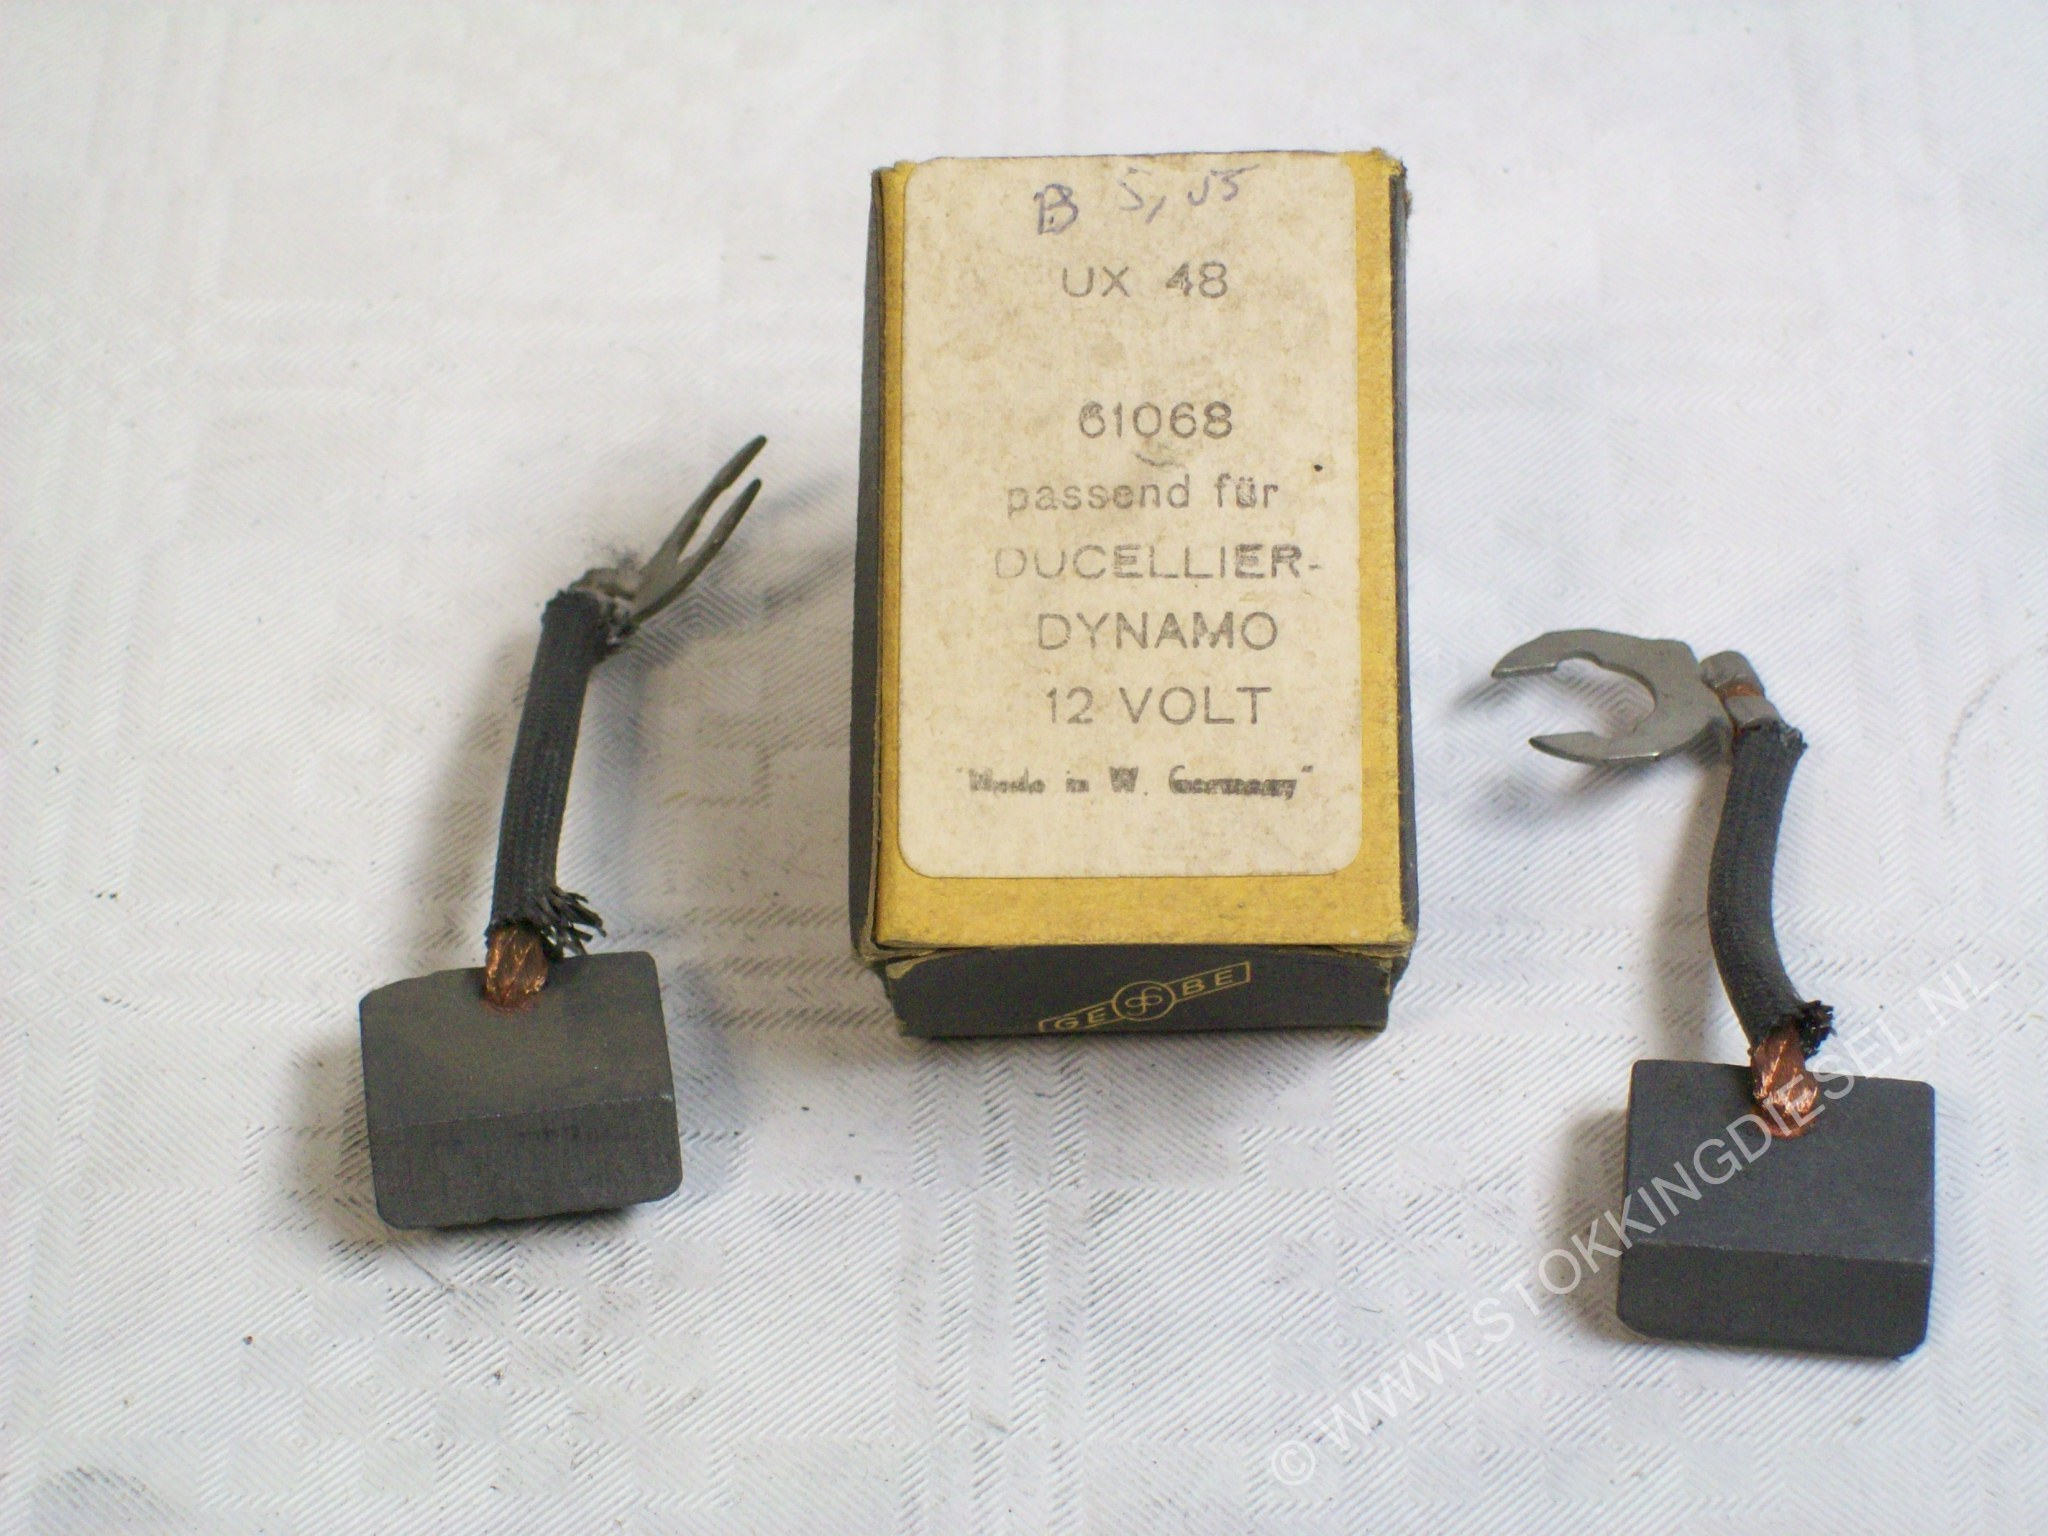 B 5,55
UX 48
61068
passend für
DUCELLIER-
DYNAMO
12 VOLT
"Made in W. Germany"
GE BE
© WWW.STOKKINGDIESEL.NL